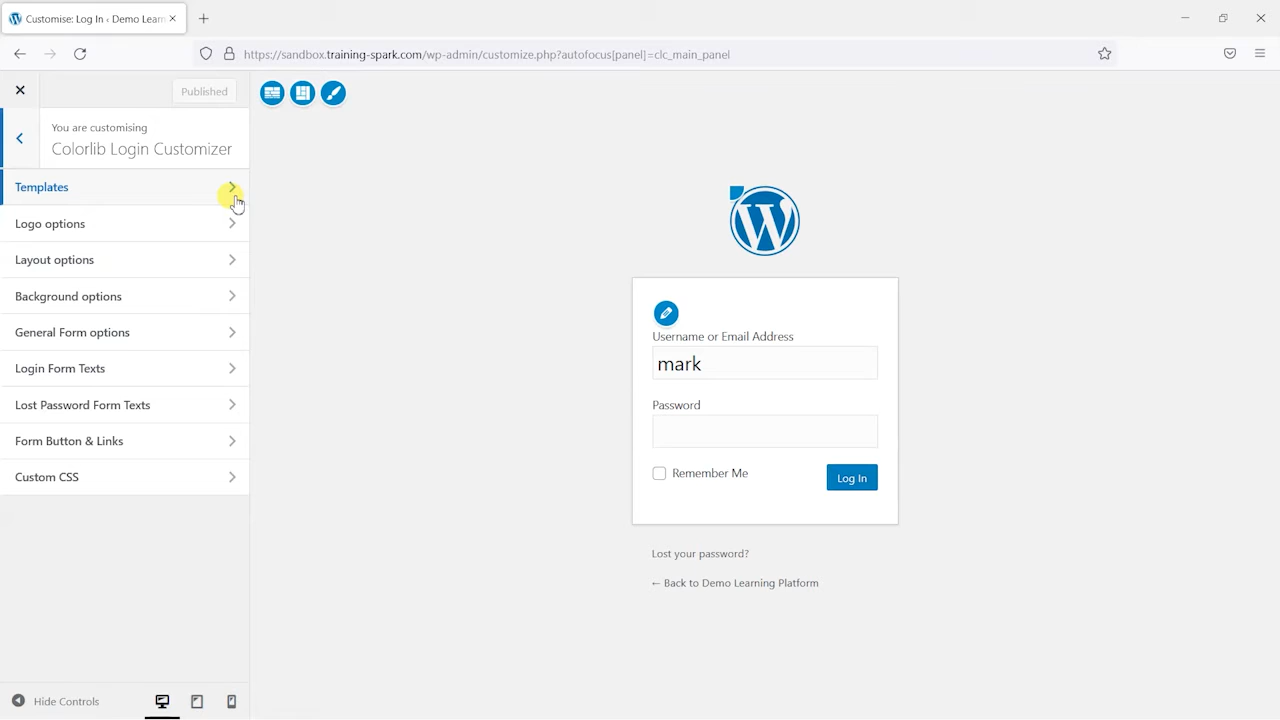 Customise: Log In ‹ Demo Learn
https://sandbox.training-spark.com/wp-admin/customize.php?autofocus[panel]=clc_main_panel
Published
You are customising
Colorlib Login Customizer
Templates
Logo options
Layout options
Background options
General Form options
Login Form Texts
Lost Password Form Texts
Form Button & Links
Custom CSS
Hide Controls
Username or Email Address
mark
Password
Remember Me
Log In
Lost your password?
← Back to Demo Learning Platform